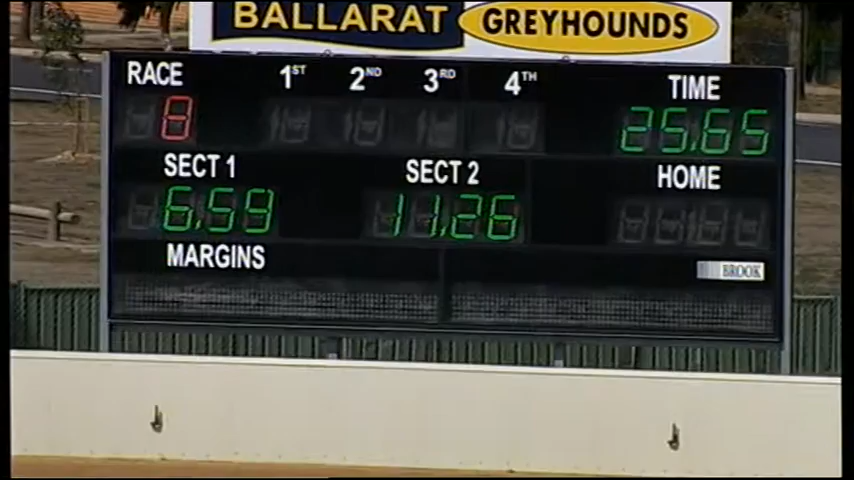 BALLARAT GREYHOUNDS
RACE 1ST 2ND 3RD 4TH TIME
8 25.65
SECT 1 SECT 2 HOME
6.59 11.26
MARGINS BROOK